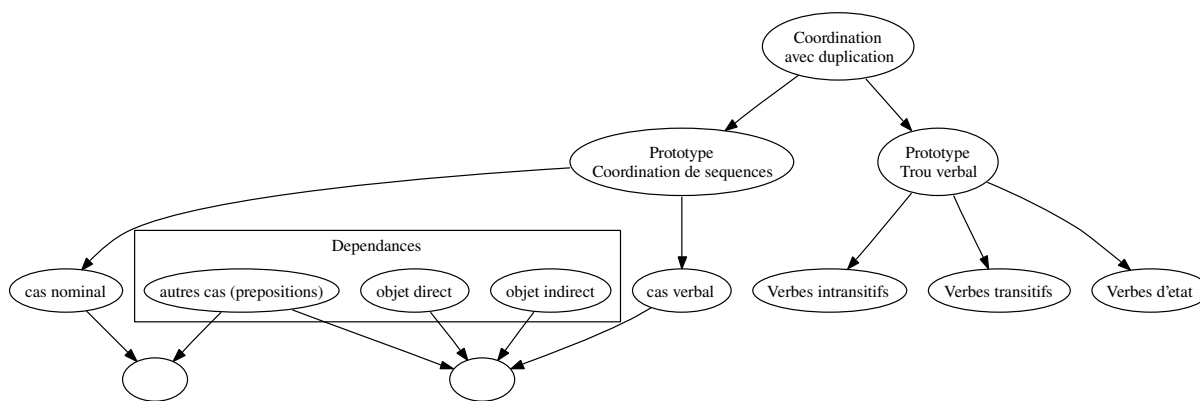 Coordination
avec duplication
Prototype
Coordination de sequences
Prototype
Trou verbal
Dependances
cas nominal
autres cas (prepositions)
objet direct
objet indirect
cas verbal
Verbes intransitifs
Verbes transitifs
Verbes d'etat